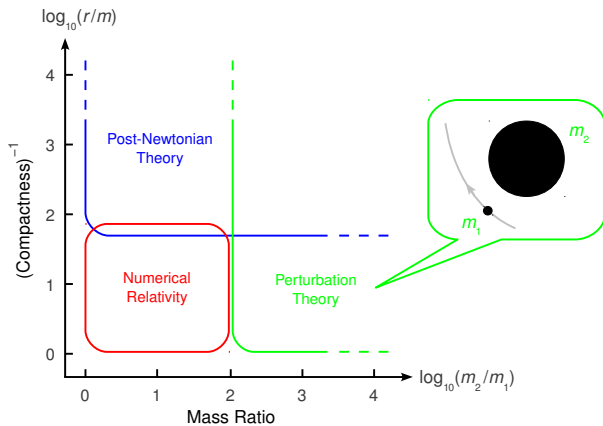 log₁₀(r/m)
4
3
2
1
0
(Compactness)⁻¹
Post-Newtonian
Theory
Numerical
Relativity
Perturbation
Theory
m₂
m₁
0
1
2
3
4
log₁₀(m₂/m₁)
Mass Ratio